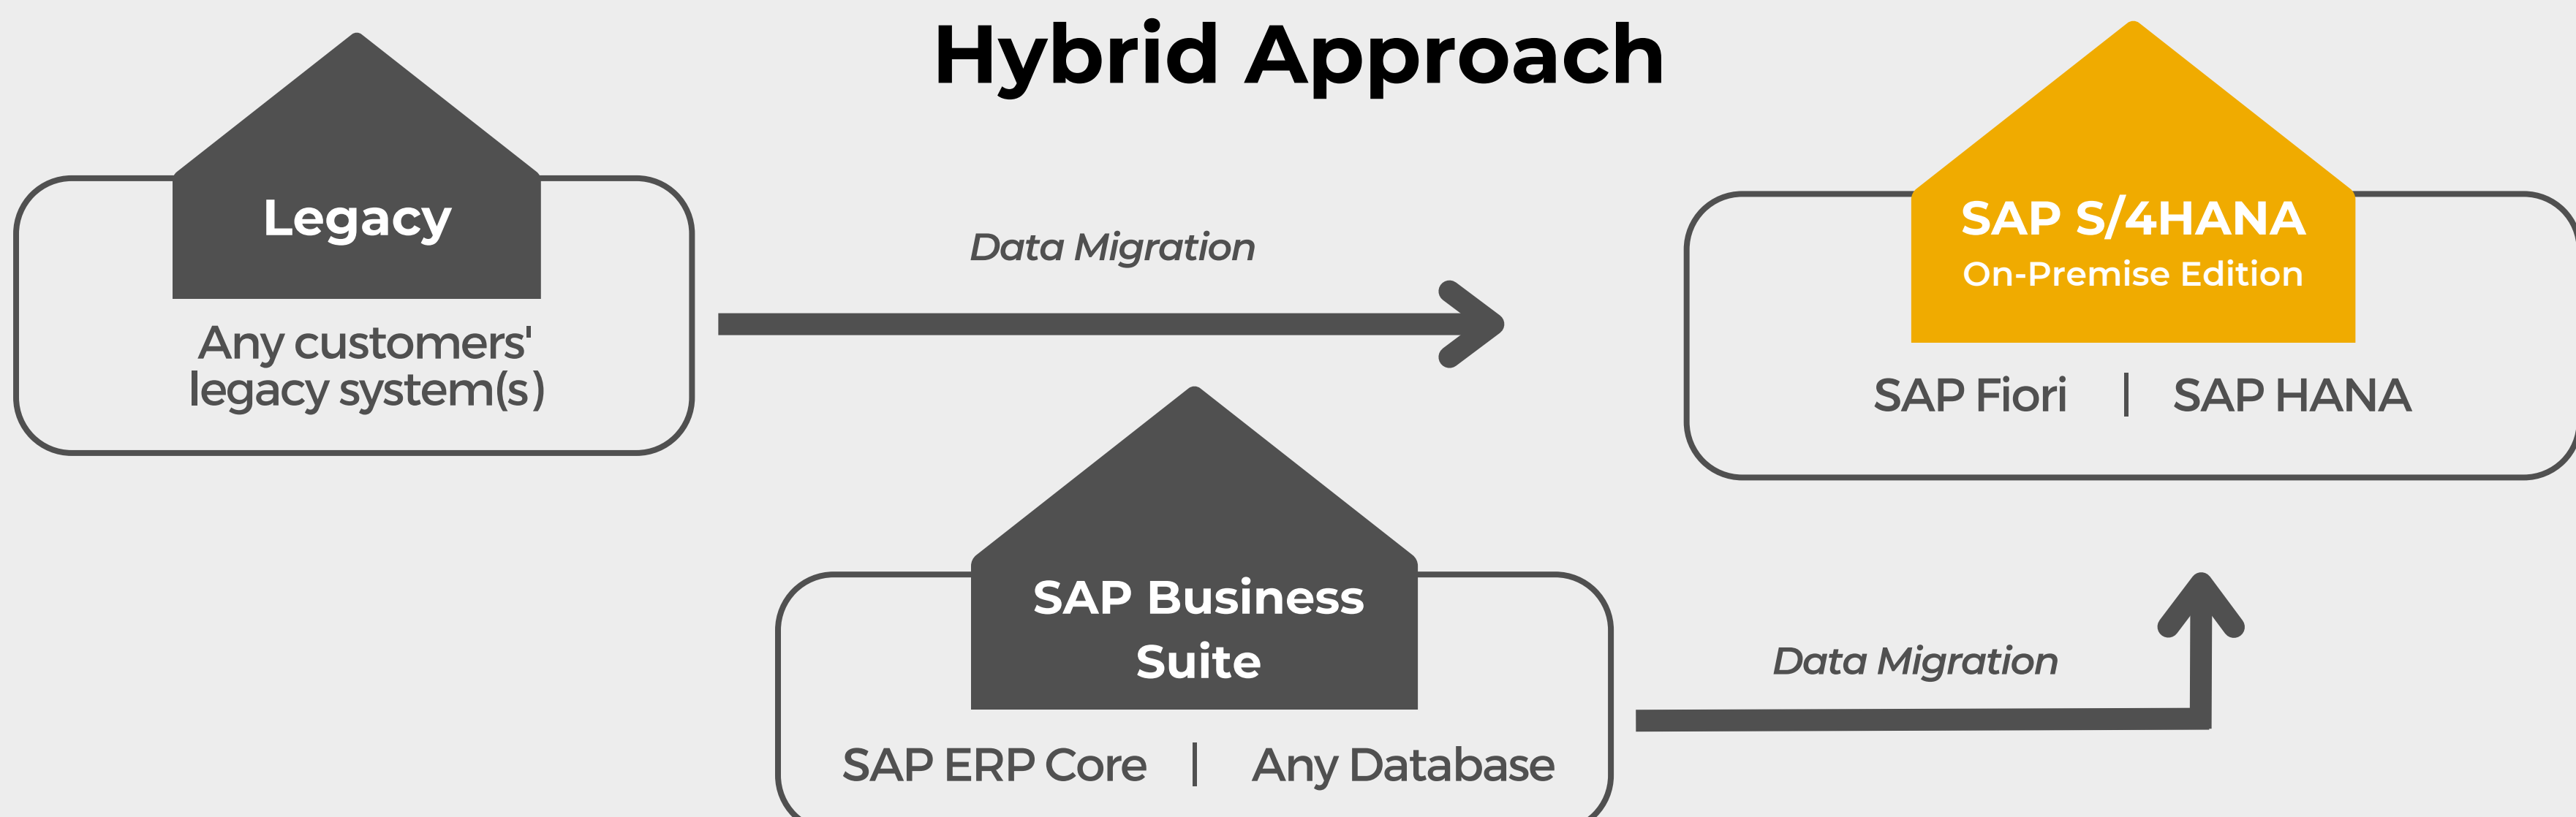 Hybrid Approach
Legacy
Any customers'
legacy system(s)
Data Migration
SAP S/4HANA
On-Premise Edition
SAP Fiori | SAP HANA
SAP Business
Suite
SAP ERP Core | Any Database
Data Migration